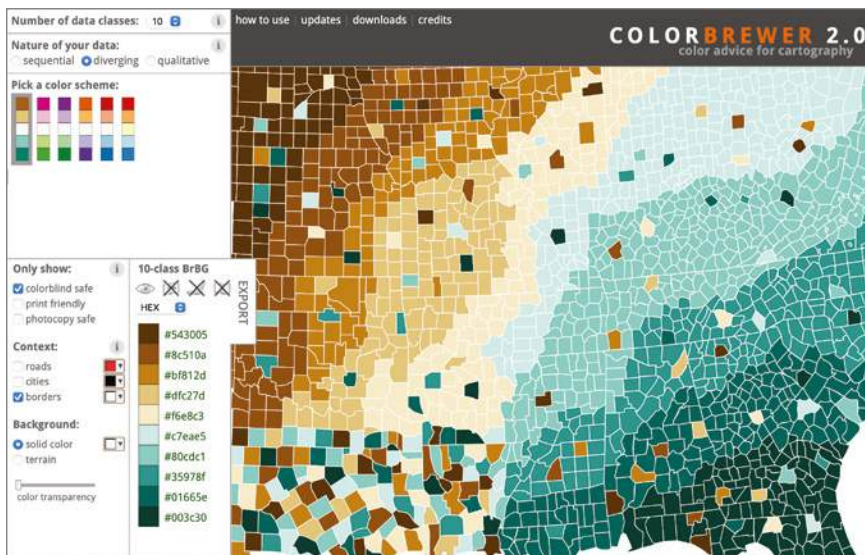 Number of data classes: 10
i
how to use | updates | downloads | credits
COLORBREWER 2.0
color advice for cartography
Nature of your data:
i
sequential diverging qualitative
Pick a color scheme:
Only show:
i
colorblind safe
print friendly
photocopy safe
Context:
i
roads
cities
borders
Background:
solid color
terrain
color transparency
10-class BrBG
EXPORT
HEX
#543005
#8c510a
#bf812d
#dfc27d
#f6e8c3
#c7eae5
#80cdc1
#35978f
#01665e
#003c30